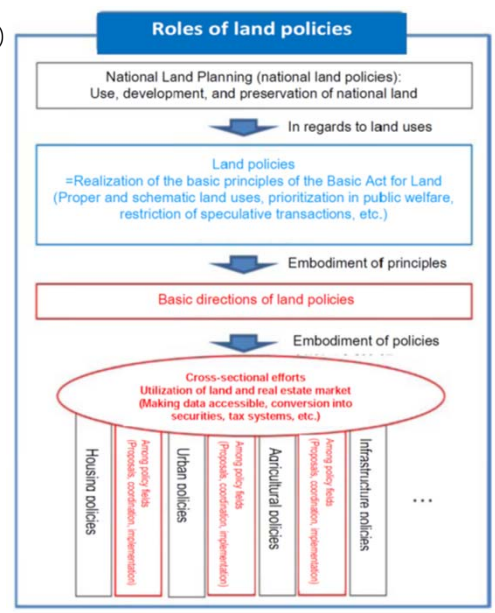 )
Roles of land policies
National Land Planning (national land policies):
Use, development, and preservation of national land
In regards to land uses
Land policies
=Realization of the basic principles of the Basic Act for Land
(Proper and schematic land uses, prioritization in public welfare,
restriction of speculative transactions, etc.)
Embodiment of principles
Basic directions of land policies
Embodiment of policies
Cross-sectional efforts
Utilization of land and real estate market
(Making data accessible, conversion into
securities, tax systems, etc.)
Housing policies
Among policy fields
(Proposals, coordination, implementation)
Urban policies
Among policy fields
(Proposals, coordination, implementation)
Agricultural policies
Among policy fields
(Proposals, coordination, implementation)
Infrastructure policies
...